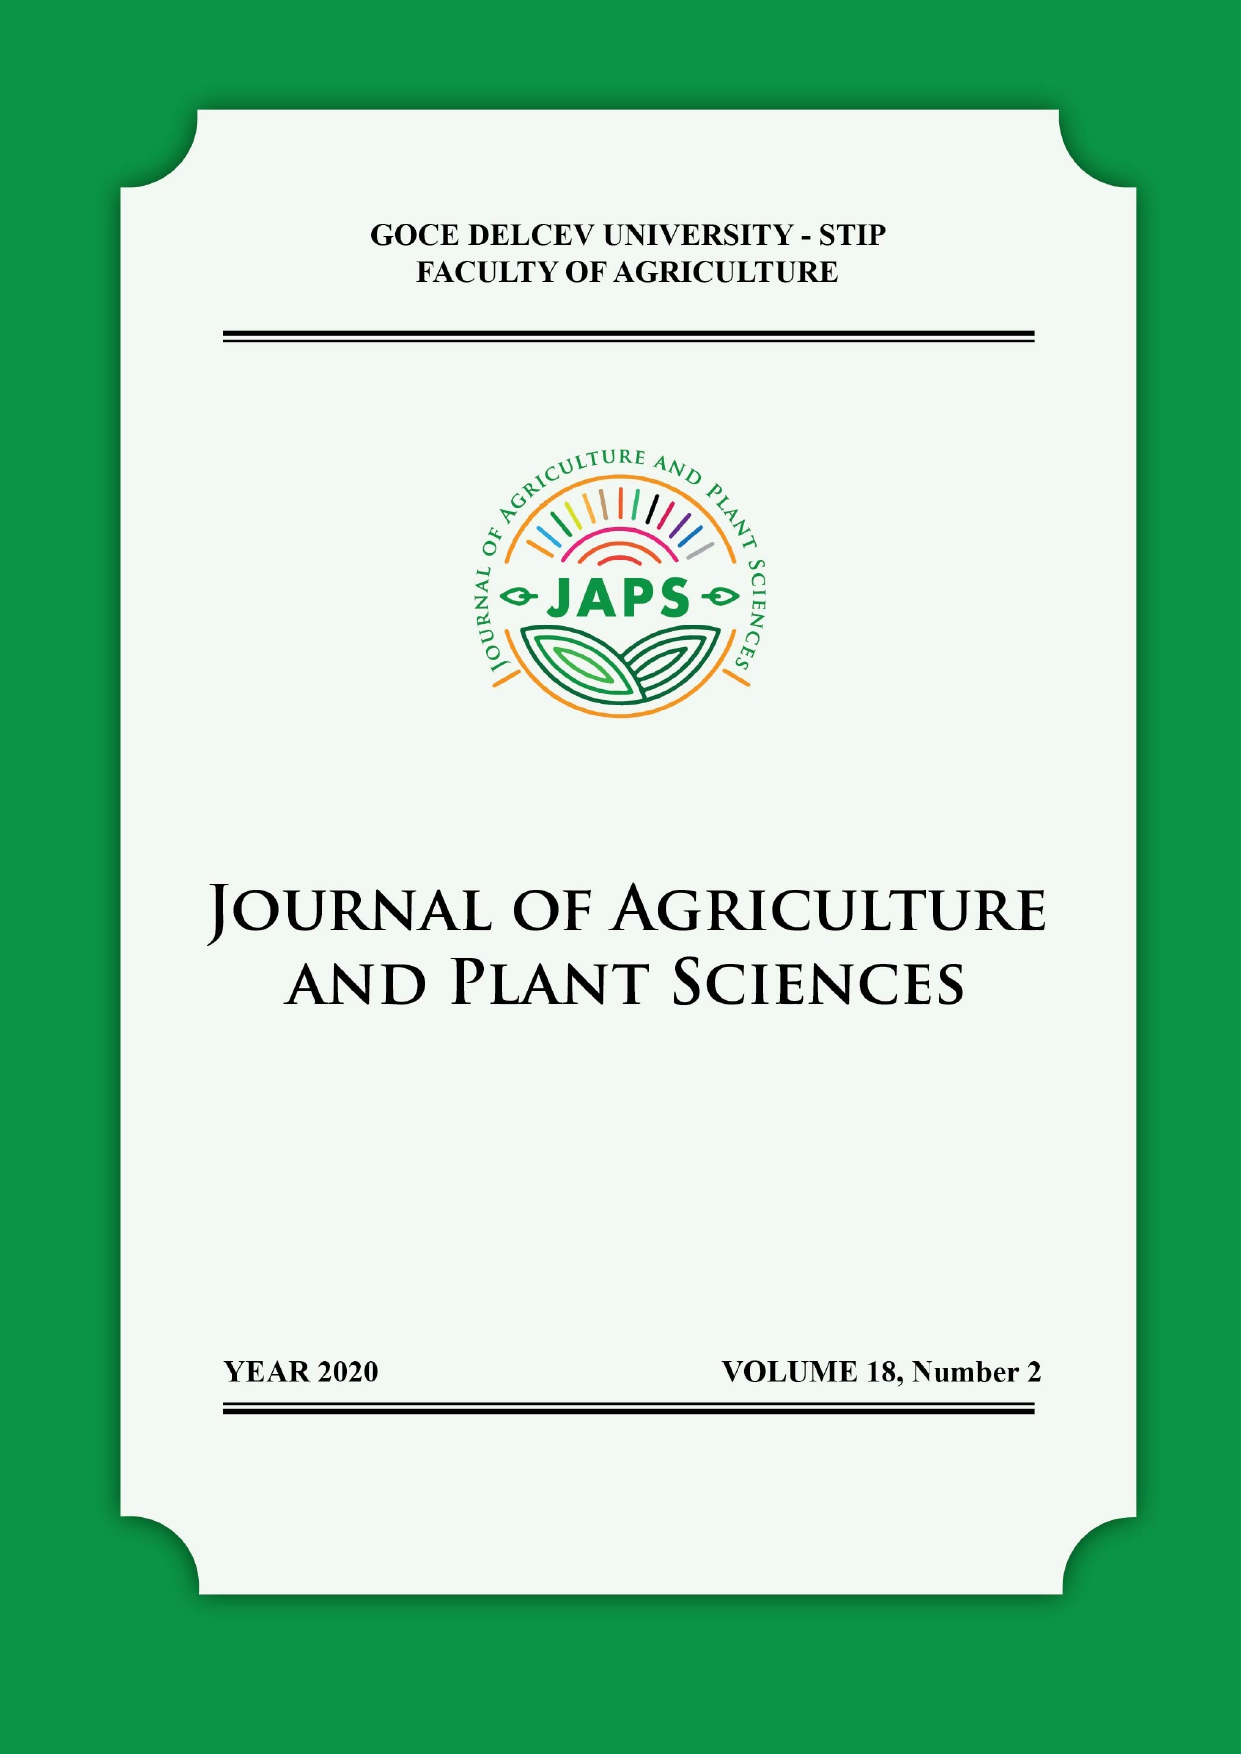 GOCE DELCEV UNIVERSITY - STIP
FACULTY OF AGRICULTURE
JOURNAL OF AGRICULTURE AND PLANT SCIENCES
JAPS
JOURNAL OF AGRICULTURE
AND PLANT SCIENCES
YEAR 2020 VOLUME 18, Number 2